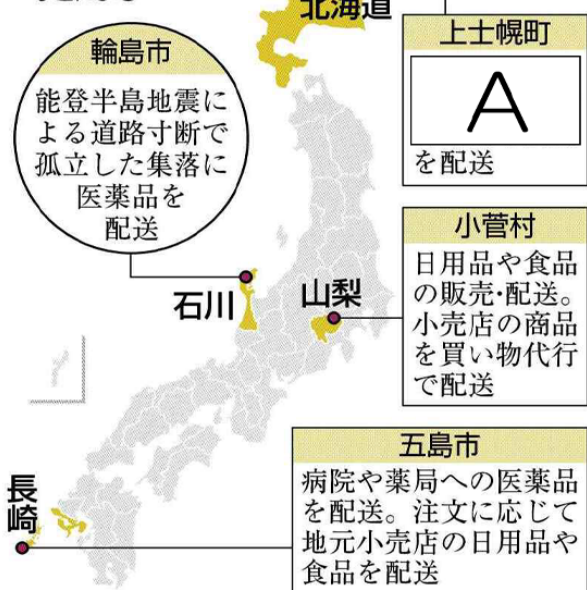 北海道
上士幌町
A
を配送
輪島市
能登半島地震に
よる道路寸断で
孤立した集落に
医薬品を
配送
小菅村
日用品や食品
の販売・配送。
小売店の商品
を買い物代行
で配送
石川
山梨
五島市
病院や薬局への医薬品
を配送。注文に応じて
地元小売店の日用品や
食品を配送
長崎